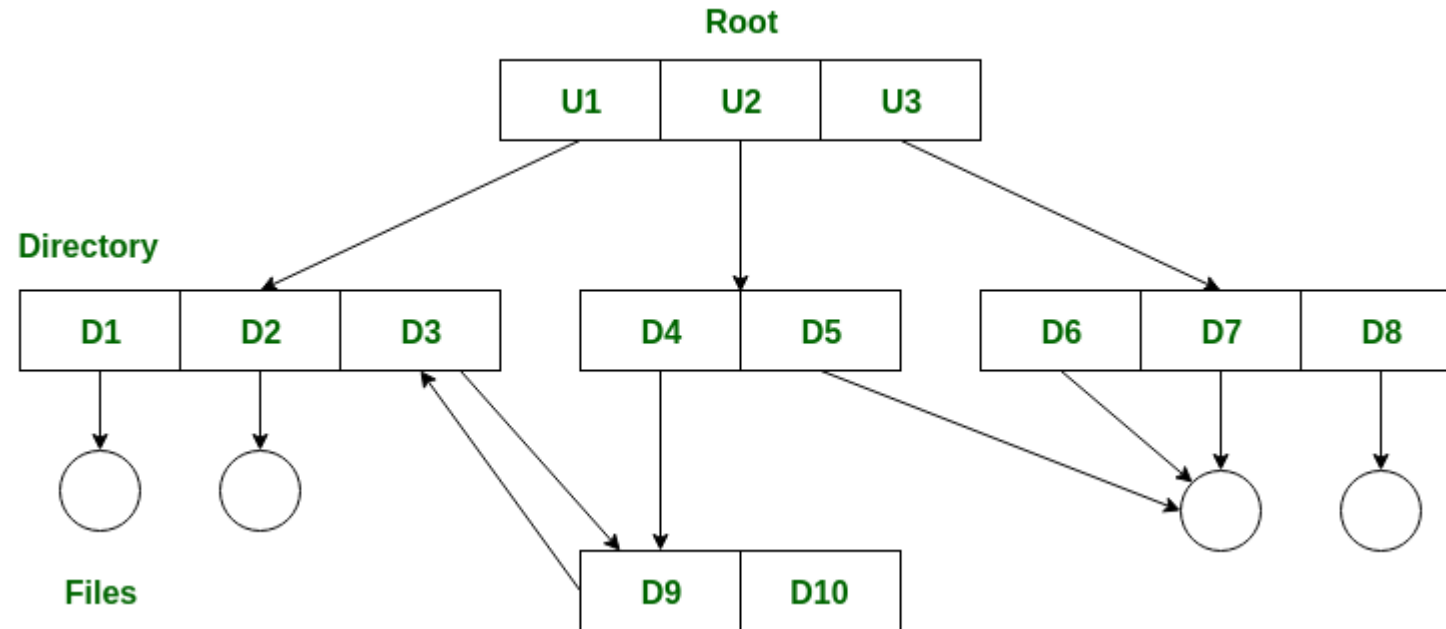 Root
U1 U2 U3
Directory
D1 D2 D3 D4 D5 D6 D7 D8
Files
D9 D10